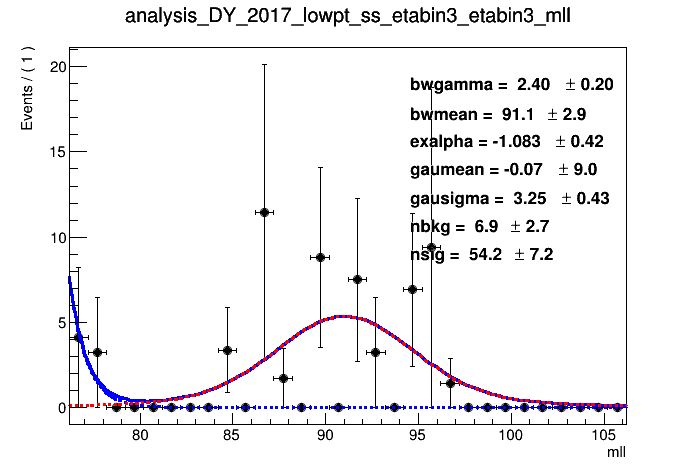 analysis_DY_2017_lowpt_ss_etabin3_etabin3_mll
Events / ( 1 )
20
15
10
5
0
bwgamma = 2.40 ± 0.20
bwmean = 91.1 ± 2.9
exalpha = -1.083 ± 0.42
gaumean = -0.07 ± 9.0
gausigma = 3.25 ± 0.43
nbkg = 6.9 ± 2.7
nsig = 54.2 ± 7.2
80 85 90 95 100 105
mll